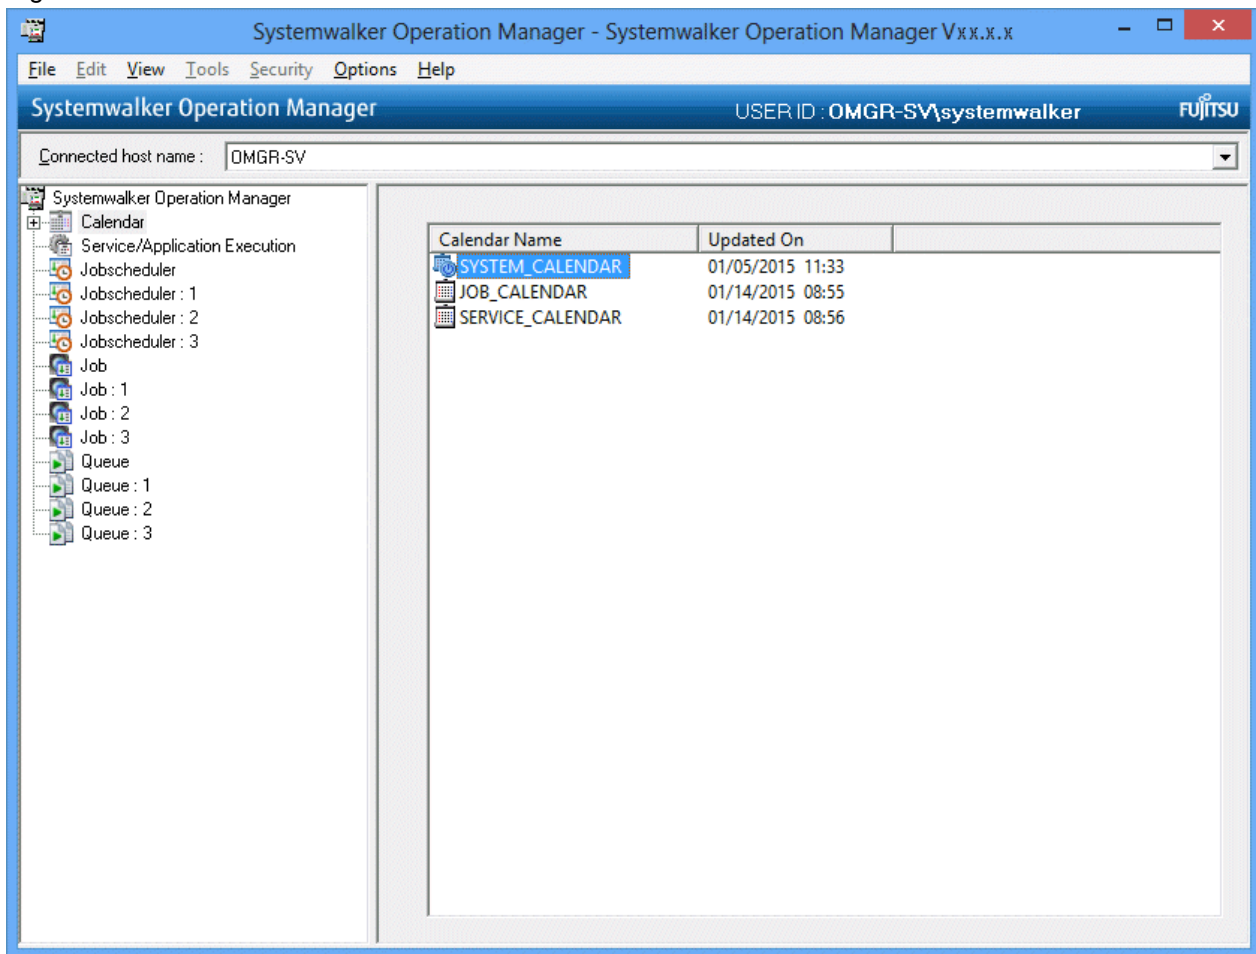 Systemwalker Operation Manager - Systemwalker Operation Manager Vxx.x.x
File Edit View Tools Security Options Help
Systemwalker Operation Manager USER ID : OMGR-SV\systemwalker FUJITSU
Connected host name : OMGR-SV
Systemwalker Operation Manager
Calendar
Service/Application Execution
Jobscheduler
Jobscheduler : 1
Jobscheduler : 2
Jobscheduler : 3
Job
Job : 1
Job : 2
Job : 3
Queue
Queue : 1
Queue : 2
Queue : 3
Calendar Name Updated On
SYSTEM_CALENDAR 01/05/2015 11:33
JOB_CALENDAR 01/14/2015 08:55
SERVICE_CALENDAR 01/14/2015 08:56